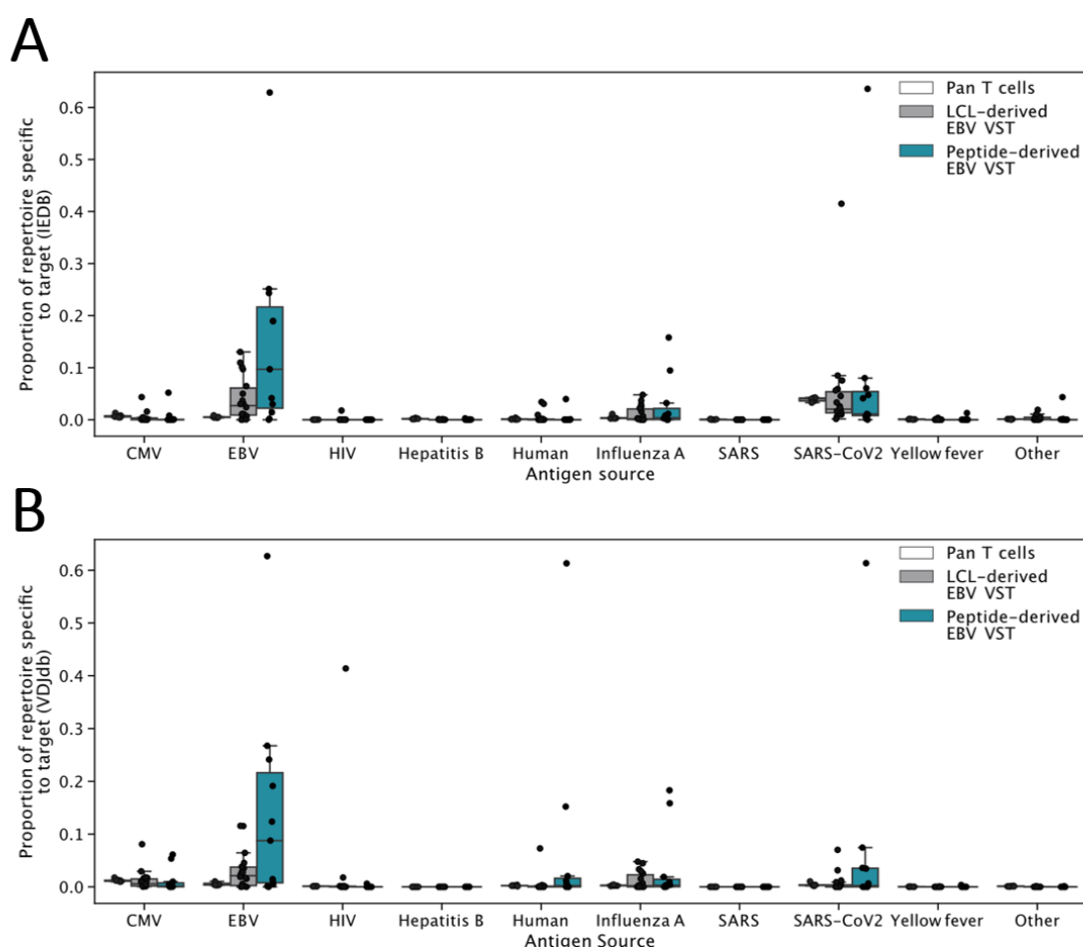 A
Proportion of repertoire specific
to target (IEDB)
0.6
0.5
0.4
0.3
0.2
0.1
0.0
Pan T cells
LCL-derived
EBV VST
Peptide-derived
EBV VST
CMV EBV HIV Hepatitis B Human Influenza A SARS SARS-CoV2 Yellow fever Other
Antigen source
B
Proportion of repertoire specific
to target (VDJdb)
0.6
0.5
0.4
0.3
0.2
0.1
0.0
Pan T cells
LCL-derived
EBV VST
Peptide-derived
EBV VST
CMV EBV HIV Hepatitis B Human Influenza A SARS SARS-CoV2 Yellow fever Other
Antigen Source